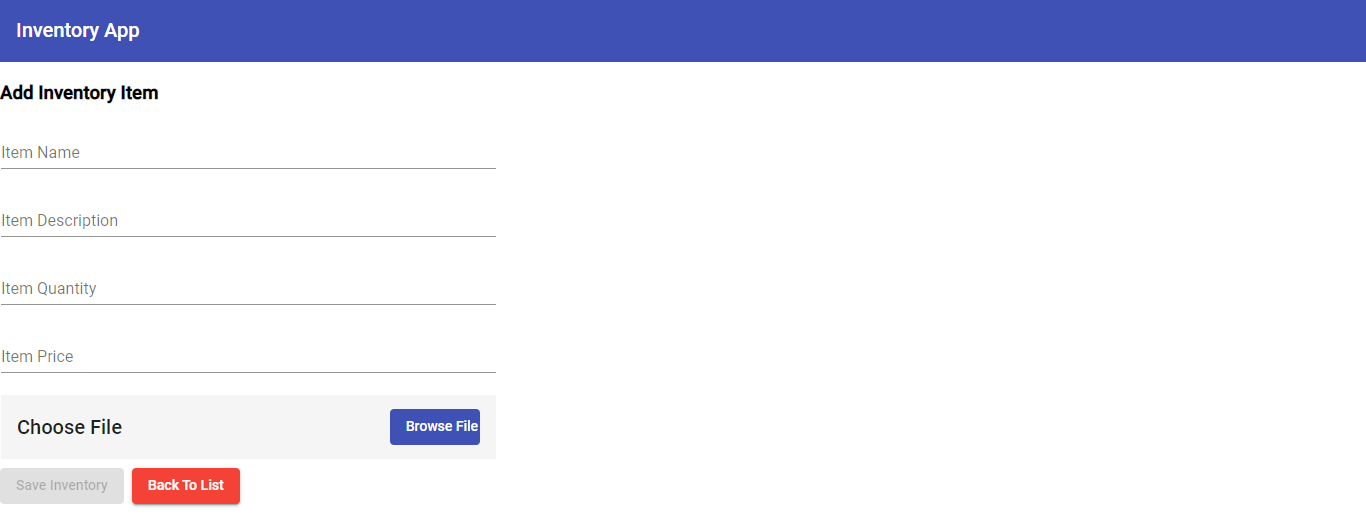 Inventory App
Add Inventory Item
Item Name
Item Description
Item Quantity
Item Price
Choose File Browse File
Save Inventory Back To List